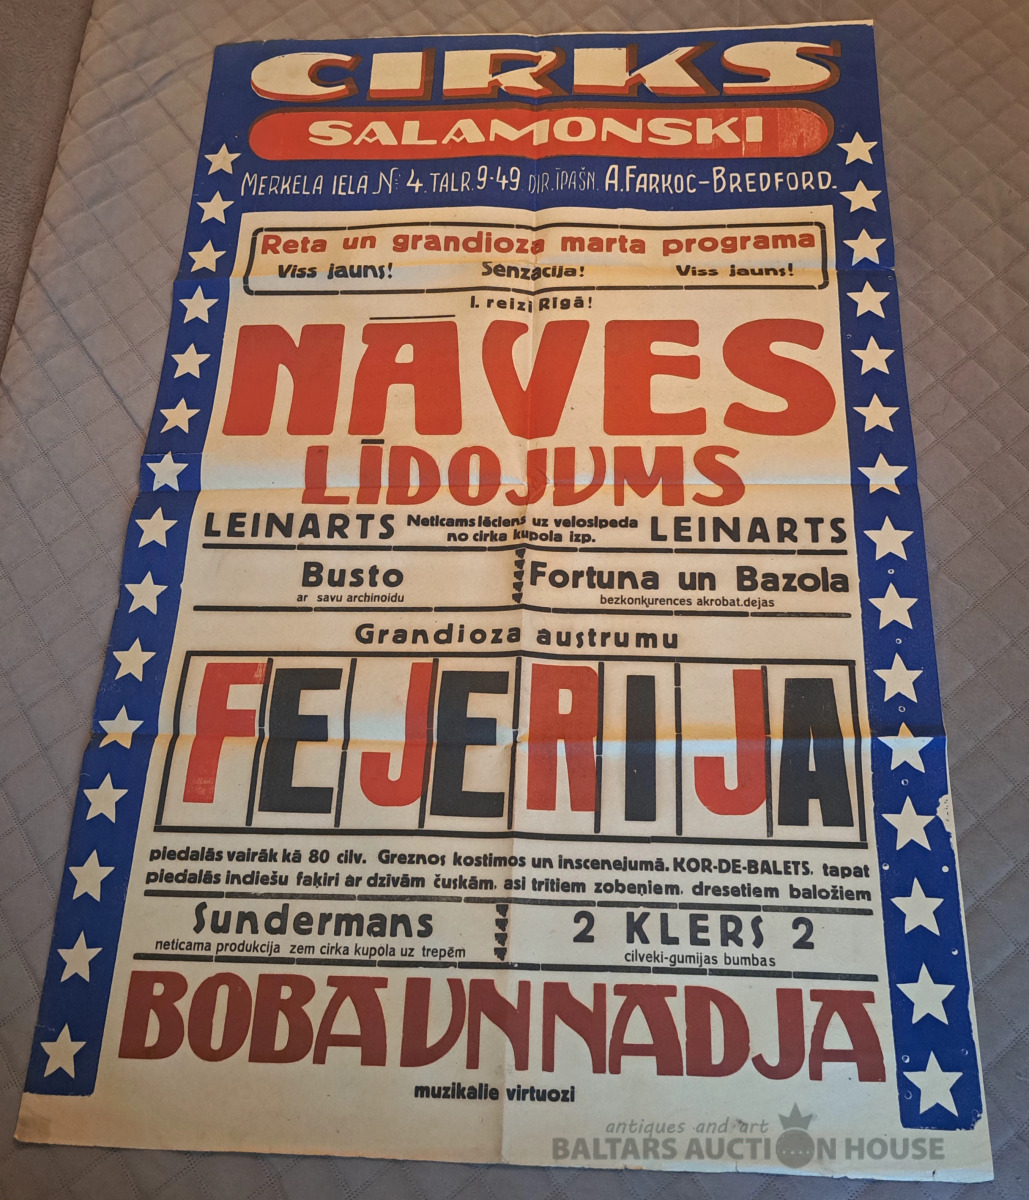 CIRKS
SALAMONSKI
MERKEĻA IELA № 4. TALR. 9-49 DIR. ĪPAŠN. A. FARKOC-BREDFORD.
Reta un grandioza marta programa
Viss jauns! Senzācija! Viss jauns!
I. reizi Rīgā!
NĀVES
LĪDOJUMS
LEINARTS Neticams lēciens uz velosipeda LEINARTS
no cirka kupola izp.
Busto Fortuna un Bazola
ar savu archinoidu bezkonkurences akrobat.dejas
Grandioza austrumu
FEJERIJA
piedalās vairāk kā 80 cilv. Greznos kostimos un inscenejumā. KOR-DE-BALETS, tapat
piedalās indiešu faķiri ar dzīvām čuskām, asi trītiem zobeņiem, dresetiem baložiem
Sundermans 2 KLERS 2
neticama produkcija zem cirka kupola uz trepēm cilveki-gumijas bumbas
BOBA UN NADJA
muzikalie virtuozi
antiques and art
BALTARS AUCTION HOUSE